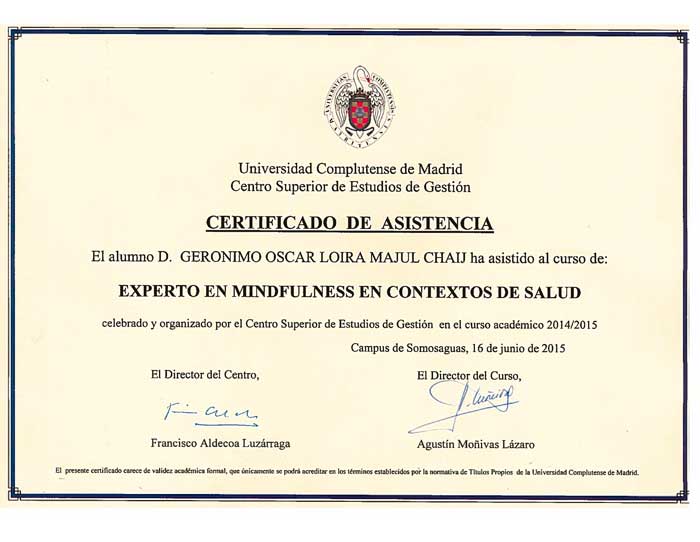 UNIVERSITAS COMPLUTENSIS
MATRITENSIS
Universidad Complutense de Madrid
Centro Superior de Estudios de Gestión
CERTIFICADO DE ASISTENCIA
El alumno D. GERONIMO OSCAR LOIRA MAJUL CHAIJ ha asistido al curso de:
EXPERTO EN MINDFULNESS EN CONTEXTOS DE SALUD
celebrado y organizado por el Centro Superior de Estudios de Gestión en el curso académico 2014/2015
Campus de Somosaguas, 16 de junio de 2015
El Director del Centro,
El Director del Curso,
Francisco Aldecoa Luzárraga
Agustín Moñivas Lázaro
El presente certificado carece de validez académica formal, que únicamente se podrá acreditar en los términos establecidos por la normativa de Títulos Propios de la Universidad Complutense de Madrid.